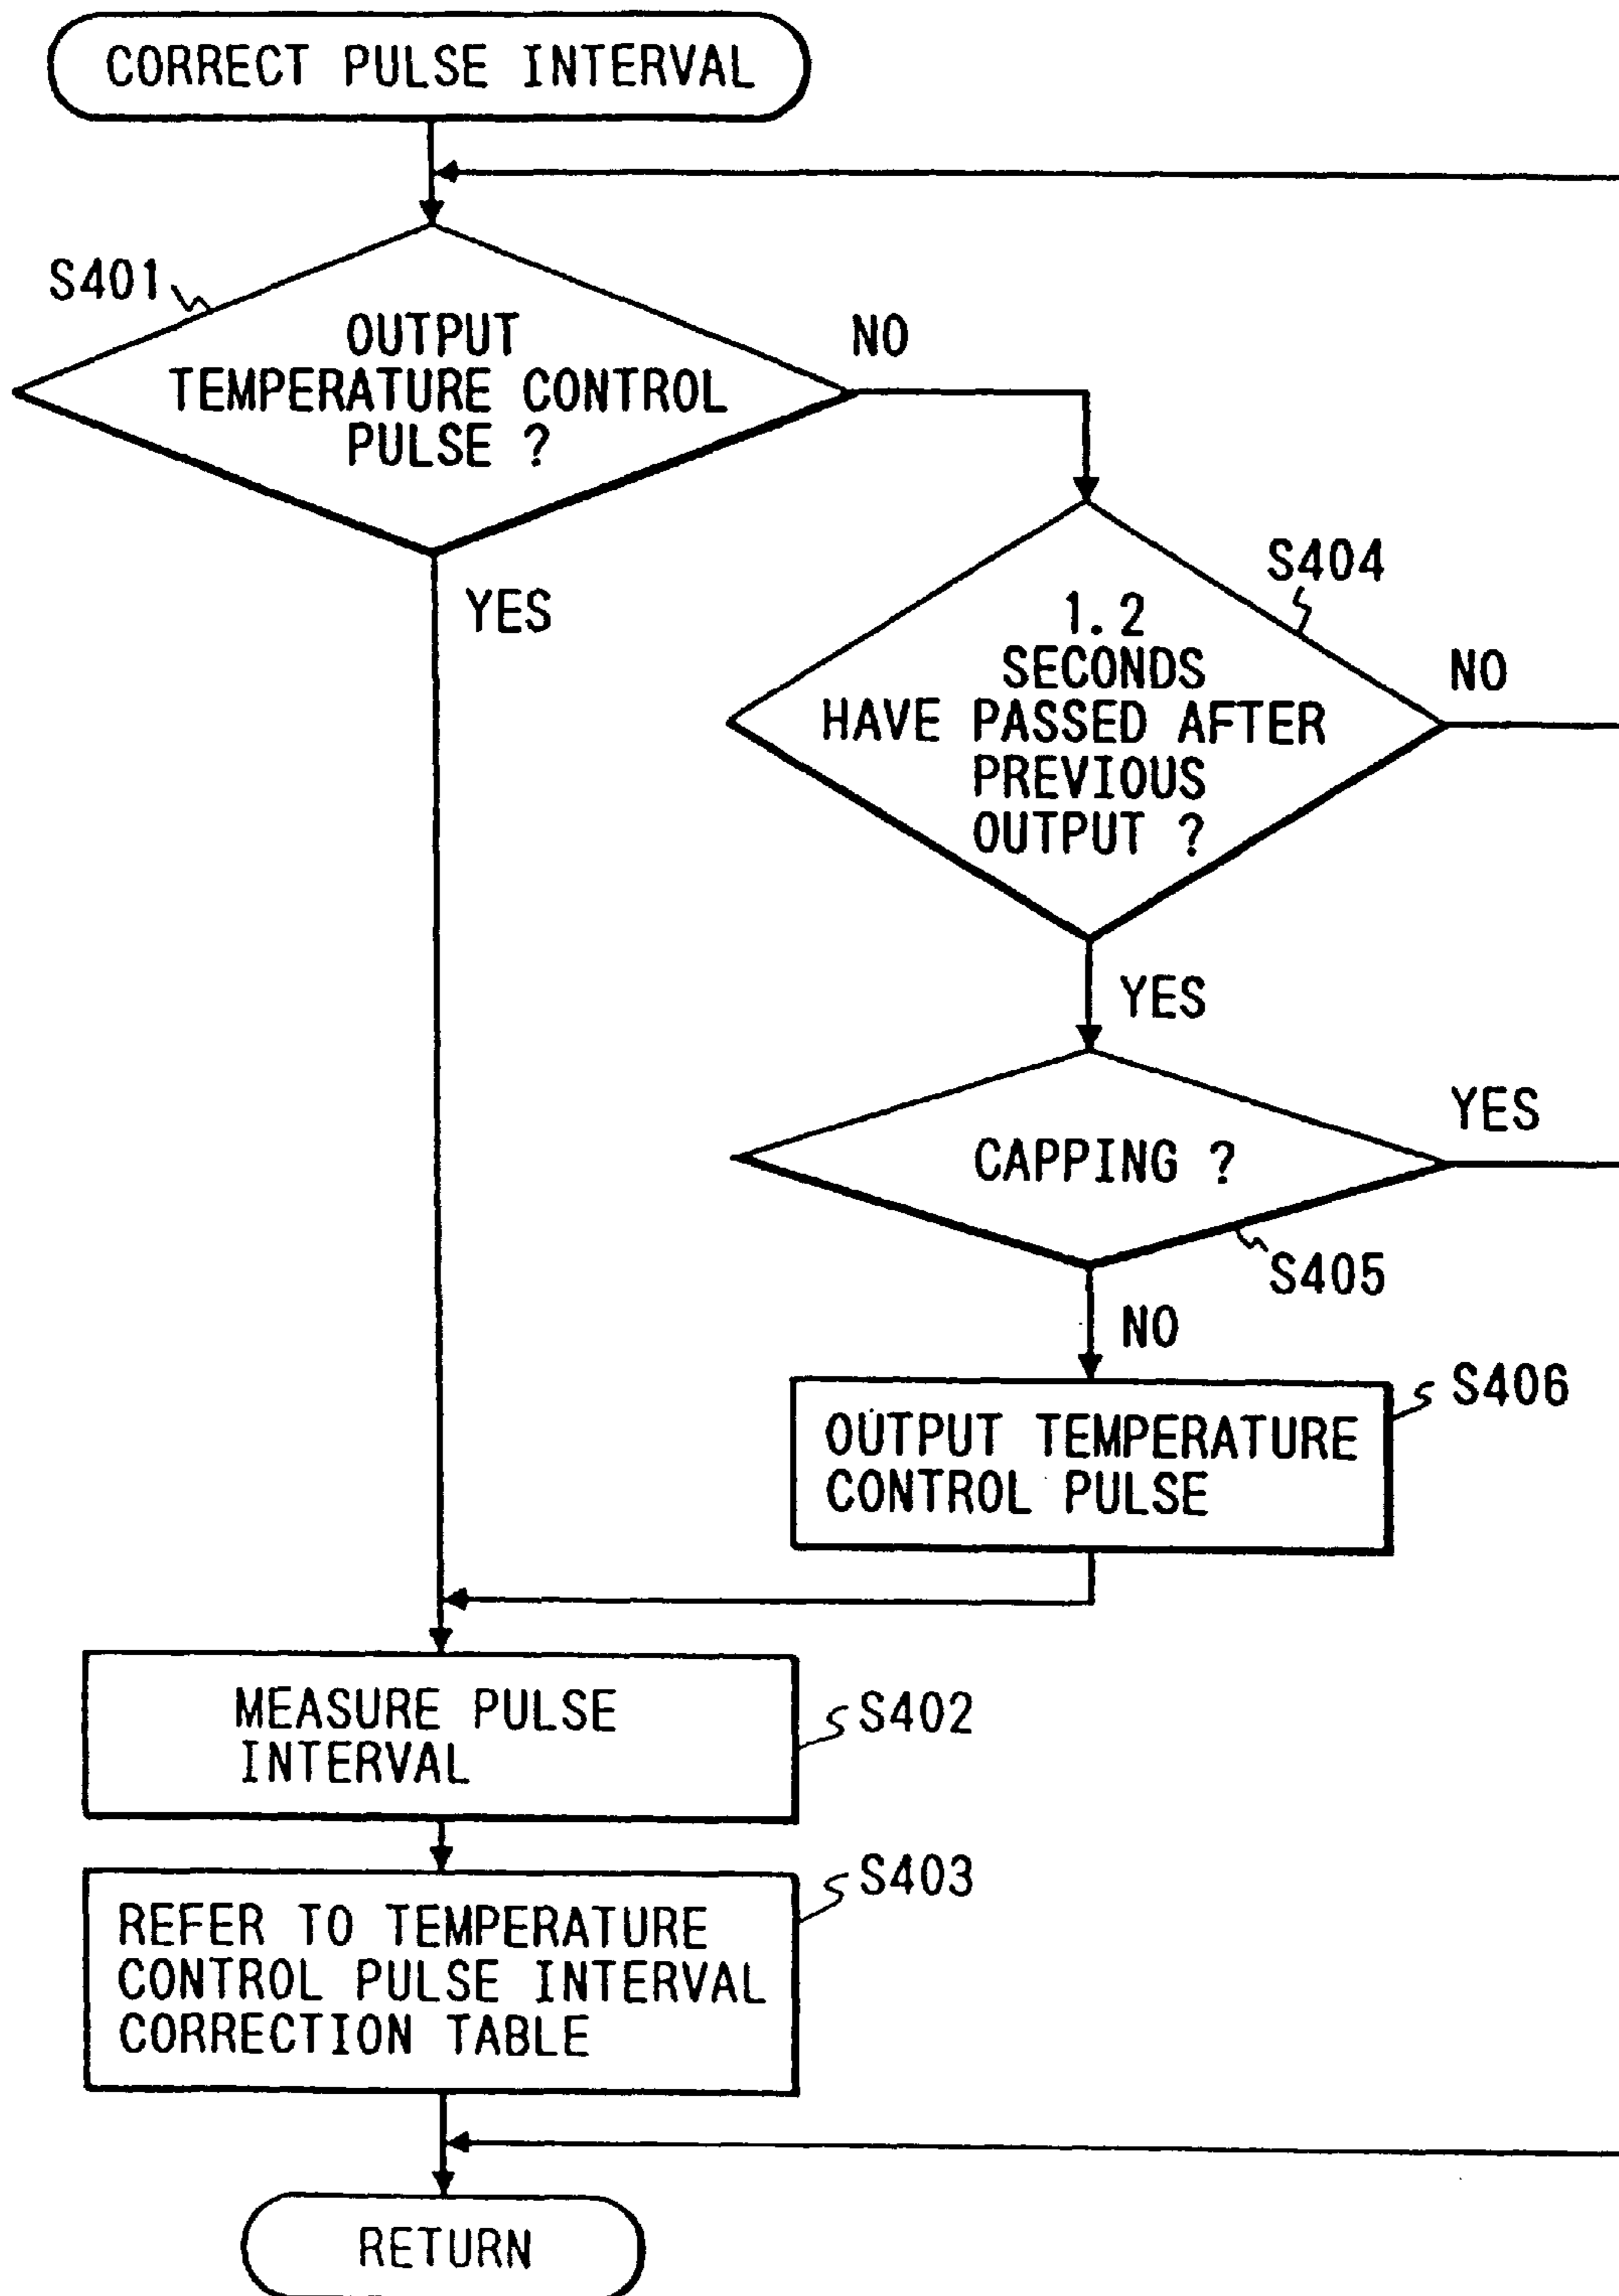 CORRECT PULSE INTERVAL
S401
OUTPUT
TEMPERATURE CONTROL
PULSE ?
NO
YES
S404
1.2
SECONDS
HAVE PASSED AFTER
PREVIOUS
OUTPUT ?
NO
YES
CAPPING ?
YES
S405
NO
S406
OUTPUT TEMPERATURE
CONTROL PULSE
MEASURE PULSE
INTERVAL
S402
S403
REFER TO TEMPERATURE
CONTROL PULSE INTERVAL
CORRECTION TABLE
RETURN